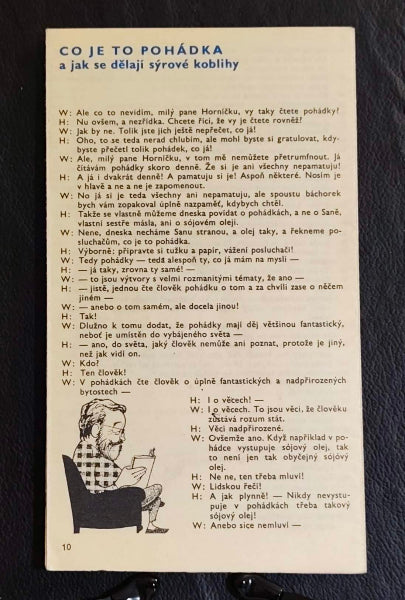 CO JE TO POHÁDKA
a jak se dělají sýrové koblihy
W: Ale co to nevidím, milý pane Horníčku, vy taky čtete pohádky?
H: Nu ovšem, a nezřídka. Chcete říci, že vy je čtete rovněž?
W: Jak by ne. Tolik jste jich ještě nepřečet, co já!
H: Oho, to se teda nerad chlubím, ale mohl byste si gratulovat, kdy-
byste přečetl tolik pohádek, co já!
W: Ale, milý pane Horníčku, v tom mě nemůžete přetrumfnout. Já
čítávám pohádky skoro denně. Že si je ani všechny nepamatuju!
H: A já i dvakrát denně! A pamatuju si je! Aspoň některé. Nosím je
v hlavě a ne a ne je zapomenout.
W: No já si je teda všechny ani nepamatuju, ale spoustu báchorek
bych vám zopakoval úplně nazpaměť, kdybych chtěl.
H: Takže se vlastně můžeme dneska povídat o pohádkách, a ne o Saně,
vlastní sestře másla, ani o sójovém oleji.
W: Nene, dneska necháme Sanu stranou, a olej taky, a řekneme po-
sluchačům, co je to pohádka.
H: Výborně: připravte si tužku a papír, vážení posluchači!
W: Tedy pohádky — teda alespoň ty, co já mám na mysli —
H: — já taky, zrovna ty samé! —
W: — to jsou výtvory s velmi rozmanitými tématy, že ano —
H: — jistě, jednou čte člověk pohádku o tom a za chvíli zase o něčem
jiném —
W: — anebo o tom samém, ale docela jinou!
H: Tak!
W: Dlužno k tomu dodat, že pohádky mají děj většinou fantastický,
neboť je umístěn do vybájeného světa —
H: — ano, do světa, jaký člověk nemůže ani poznat, protože je jiný,
než jak vidí on.
W: Kdo?
H: Ten člověk!
W: V pohádkách čte člověk o úplně fantastických a nadpřirozených
bytostech —
H: I o věcech! —
W: I o věcech. To jsou věci, že člověku
zůstává rozum stát.
H: Věci nadpřirozené.
W: Ovšemže ano. Když například v po-
hádce vystupuje sójový olej, tak
to není jen tak obyčejný sójový
olej.
H: Ne ne, ten třeba mluví!
W: Lidskou řečí!
H: A jak plynně! — Nikdy nevystu-
puje v pohádkách třeba takový
sójový olej!
W: Anebo sice nemluví —
10